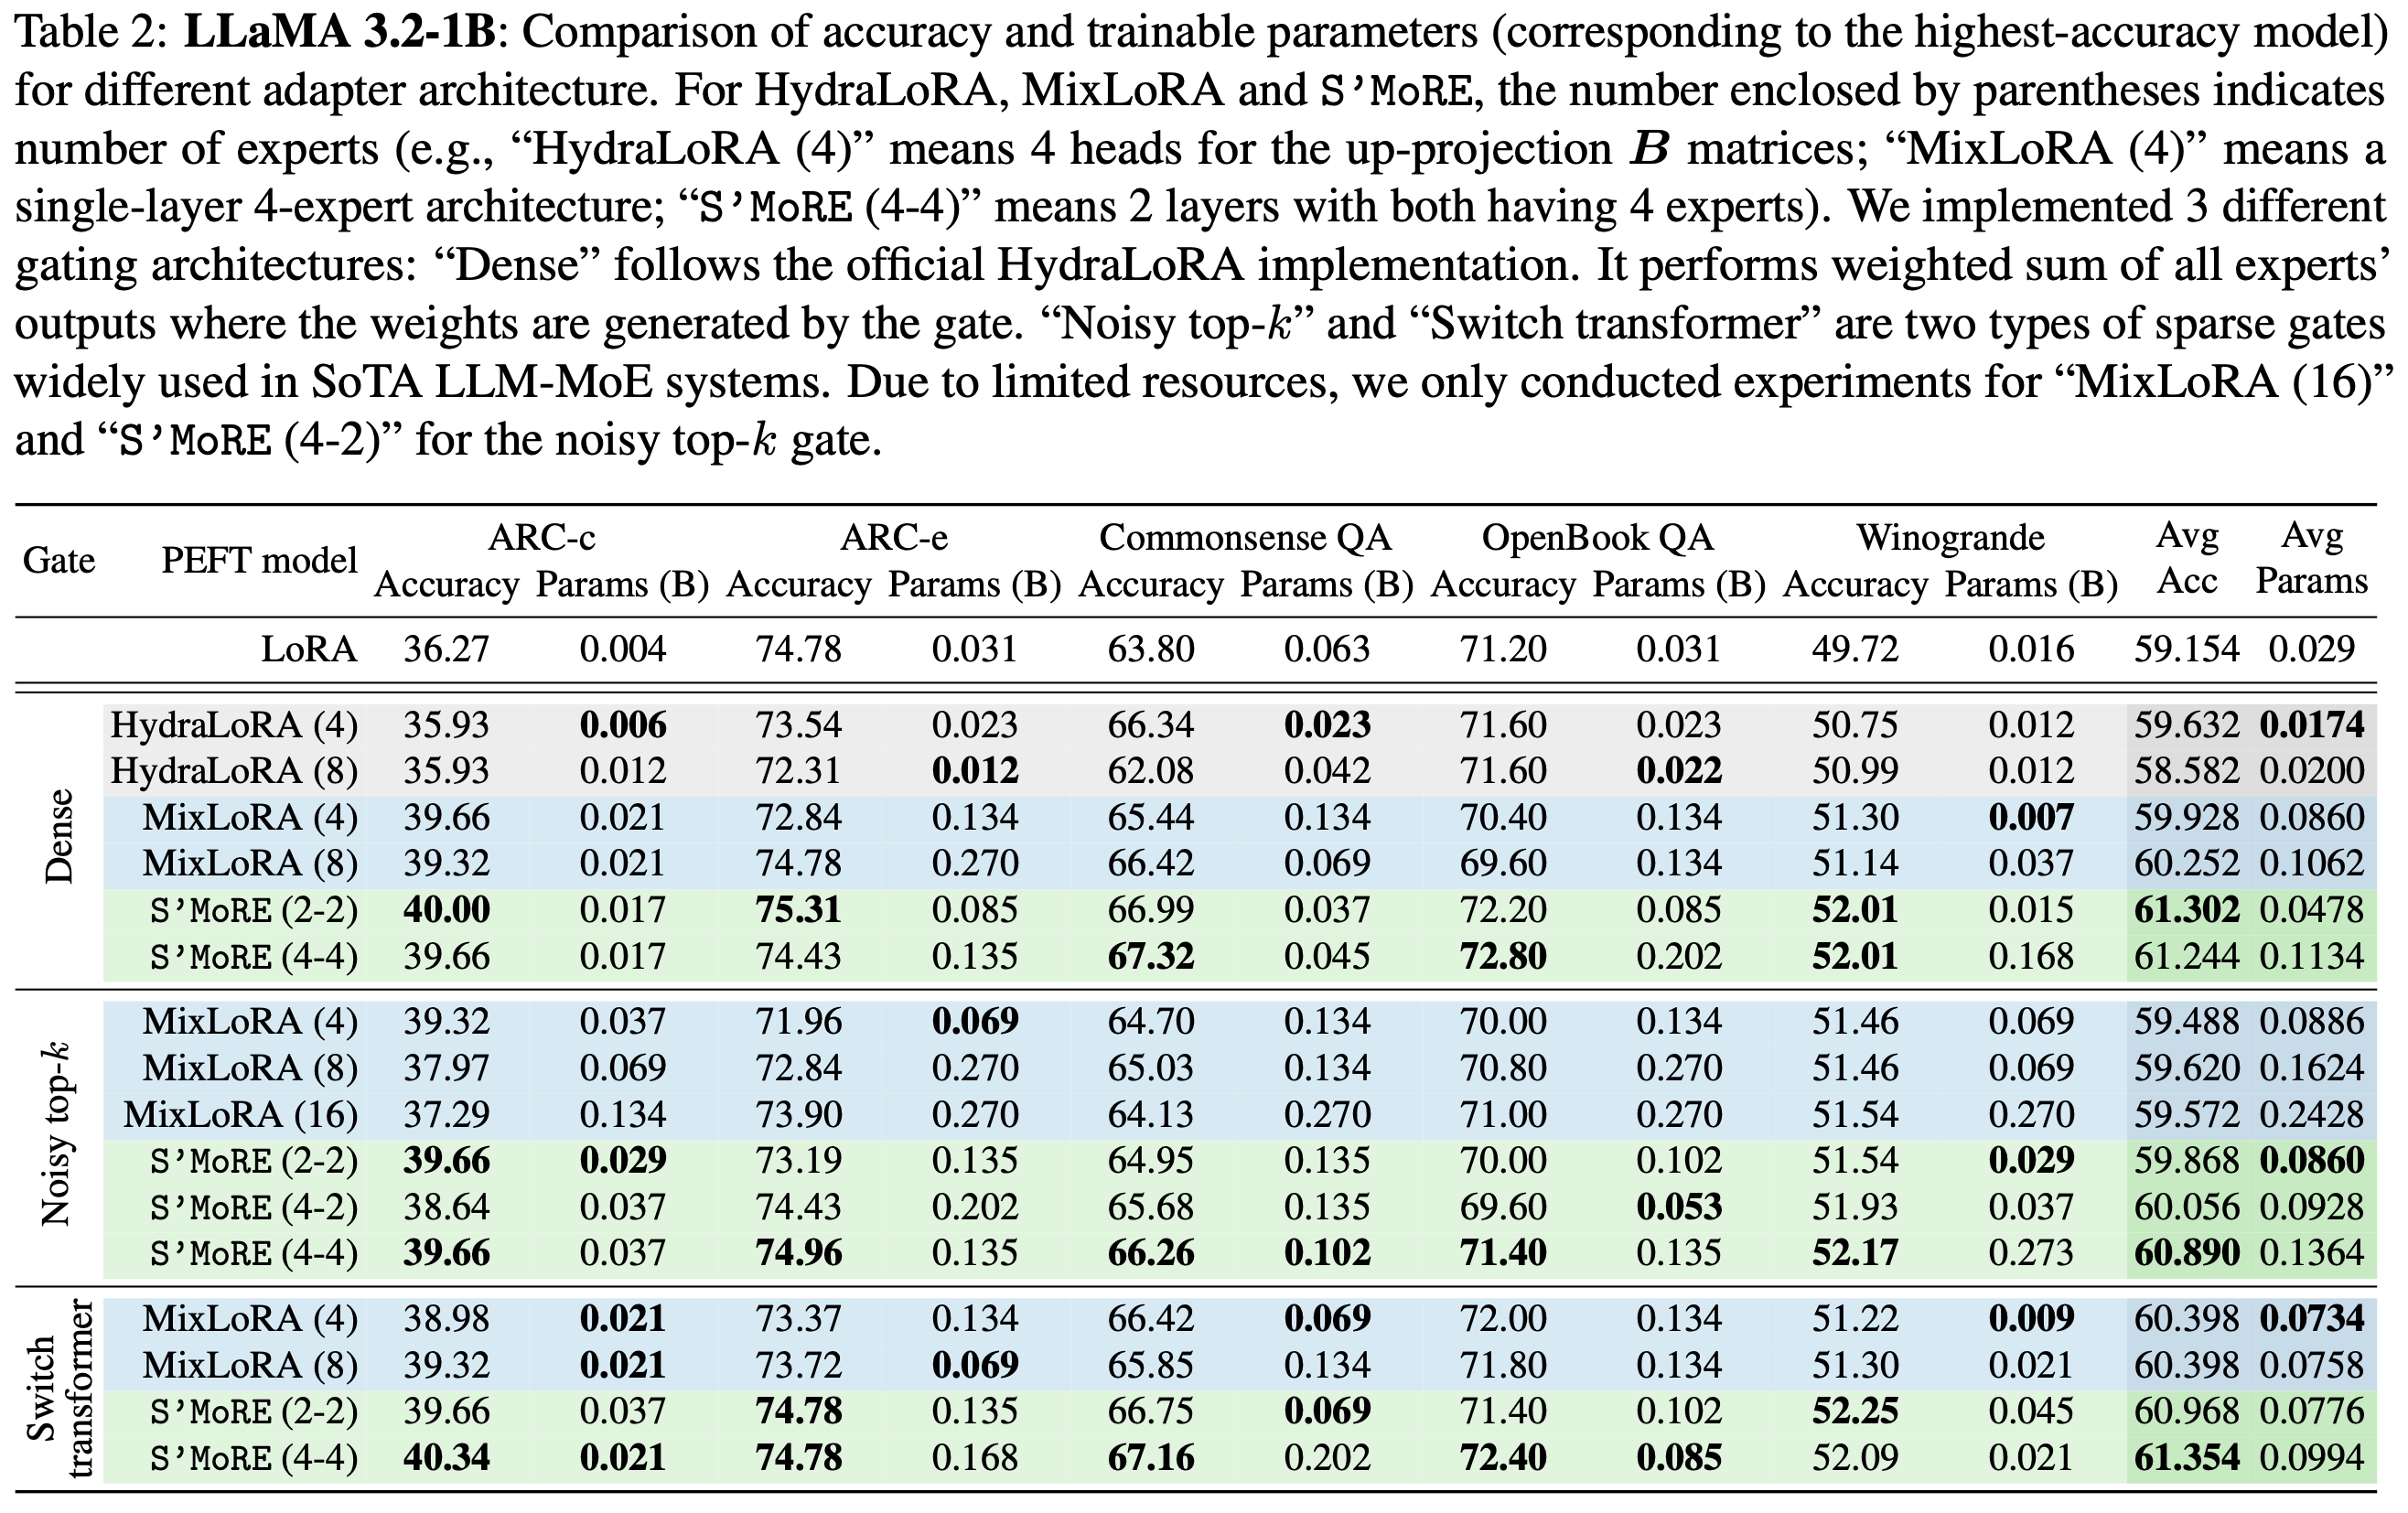 Table 2: LLaMA 3.2-1B: Comparison of accuracy and trainable parameters (corresponding to the highest-accuracy model)
for different adapter architecture. For HydraLoRA, MixLoRA and S’MoRE, the number enclosed by parentheses indicates
number of experts (e.g., “HydraLoRA (4)” means 4 heads for the up-projection B matrices; “MixLoRA (4)” means a
single-layer 4-expert architecture; “S’MoRE (4-4)” means 2 layers with both having 4 experts). We implemented 3 different
gating architectures: “Dense” follows the official HydraLoRA implementation. It performs weighted sum of all experts’
outputs where the weights are generated by the gate. “Noisy top-k” and “Switch transformer” are two types of sparse gates
widely used in SoTA LLM-MoE systems. Due to limited resources, we only conducted experiments for “MixLoRA (16)”
and “S’MoRE (4-2)” for the noisy top-k gate.
Gate PEFT model ARC-c ARC-e Commonsense QA OpenBook QA Winogrande Avg Avg
Accuracy Params (B) Accuracy Params (B) Accuracy Params (B) Accuracy Params (B) Accuracy Params (B) Acc Params
LoRA 36.27 0.004 74.78 0.031 63.80 0.063 71.20 0.031 49.72 0.016 59.154 0.029
Dense
HydraLoRA (4) 35.93 0.006 73.54 0.023 66.34 0.023 71.60 0.023 50.75 0.012 59.632 0.0174
HydraLoRA (8) 35.93 0.012 72.31 0.012 62.08 0.042 71.60 0.022 50.99 0.012 58.582 0.0200
MixLoRA (4) 39.66 0.021 72.84 0.134 65.44 0.134 70.40 0.134 51.30 0.007 59.928 0.0860
MixLoRA (8) 39.32 0.021 74.78 0.270 66.42 0.069 69.60 0.134 51.14 0.037 60.252 0.1062
S’MoRE (2-2) 40.00 0.017 75.31 0.085 66.99 0.037 72.20 0.085 52.01 0.015 61.302 0.0478
S’MoRE (4-4) 39.66 0.017 74.43 0.135 67.32 0.045 72.80 0.202 52.01 0.168 61.244 0.1134
Noisy top-k
MixLoRA (4) 39.32 0.037 71.96 0.069 64.70 0.134 70.00 0.134 51.46 0.069 59.488 0.0886
MixLoRA (8) 37.97 0.069 72.84 0.270 65.03 0.134 70.80 0.270 51.46 0.069 59.620 0.1624
MixLoRA (16) 37.29 0.134 73.90 0.270 64.13 0.270 71.00 0.270 51.54 0.270 59.572 0.2428
S’MoRE (2-2) 39.66 0.029 73.19 0.135 64.95 0.135 70.00 0.102 51.54 0.029 59.868 0.0860
S’MoRE (4-2) 38.64 0.037 74.43 0.202 65.68 0.135 69.60 0.053 51.93 0.037 60.056 0.0928
S’MoRE (4-4) 39.66 0.037 74.96 0.135 66.26 0.102 71.40 0.135 52.17 0.273 60.890 0.1364
Switch
transformer
MixLoRA (4) 38.98 0.021 73.37 0.134 66.42 0.069 72.00 0.134 51.22 0.009 60.398 0.0734
MixLoRA (8) 39.32 0.021 73.72 0.069 65.85 0.134 71.80 0.134 51.30 0.021 60.398 0.0758
S’MoRE (2-2) 39.66 0.037 74.78 0.135 66.75 0.069 71.40 0.102 52.25 0.045 60.968 0.0776
S’MoRE (4-4) 40.34 0.021 74.78 0.168 67.16 0.202 72.40 0.085 52.09 0.021 61.354 0.0994